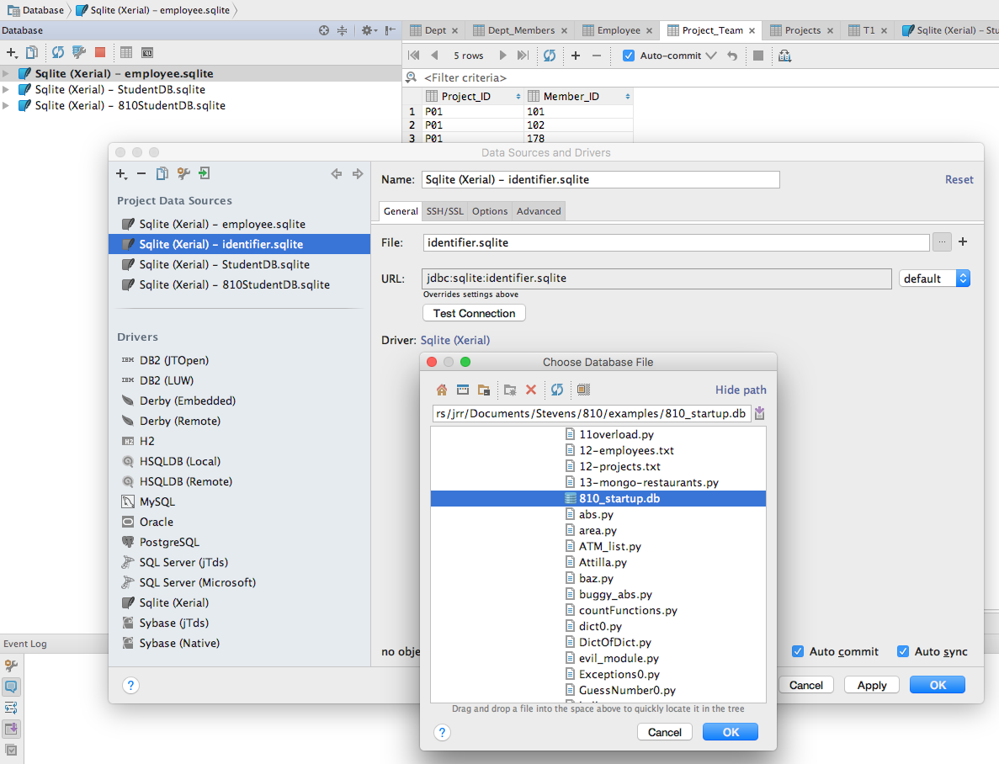 Database Sqlite (Xerial) – employee.sqlite
Database
Dept Dept_Members Employee Project_Team Projects T1 Sqlite (Xerial) – Stu
5 rows Auto-commit
<Filter criteria>
Sqlite (Xerial) – employee.sqlite
Sqlite (Xerial) – StudentDB.sqlite
Sqlite (Xerial) – 810StudentDB.sqlite
Project_ID Member_ID
1 P01 101
2 P01 102
3 P01 178
Data Sources and Drivers
Project Data Sources
Sqlite (Xerial) – employee.sqlite
Sqlite (Xerial) – identifier.sqlite
Sqlite (Xerial) – StudentDB.sqlite
Sqlite (Xerial) – 810StudentDB.sqlite
Drivers
IBM DB2 (JTOpen)
IBM DB2 (LUW)
Derby (Embedded)
Derby (Remote)
H2 H2
HSQLDB (Local)
HSQLDB (Remote)
MySQL
Oracle
PostgreSQL
SQL Server (jTds)
SQL Server (Microsoft)
Sqlite (Xerial)
Sybase (jTds)
Sybase (Native)
Name: Sqlite (Xerial) – identifier.sqlite Reset
General SSH/SSL Options Advanced
File: identifier.sqlite ...
URL: jdbc:sqlite:identifier.sqlite default
Overrides settings above
Test Connection
Driver: Sqlite (Xerial)
no obje
Auto commit Auto sync
? Cancel Apply OK
Choose Database File
Hide path
rs/jrr/Documents/Stevens/810/examples/810_startup.db
11overload.py
12-employees.txt
12-projects.txt
13-mongo-restaurants.py
810_startup.db
abs.py
area.py
ATM_list.py
Attilla.py
baz.py
buggy_abs.py
countFunctions.py
dict0.py
DictOfDict.py
evil_module.py
Exceptions0.py
GuessNumber0.py
Drag and drop a file into the space above to quickly locate it in the tree
? Cancel OK
Event Log